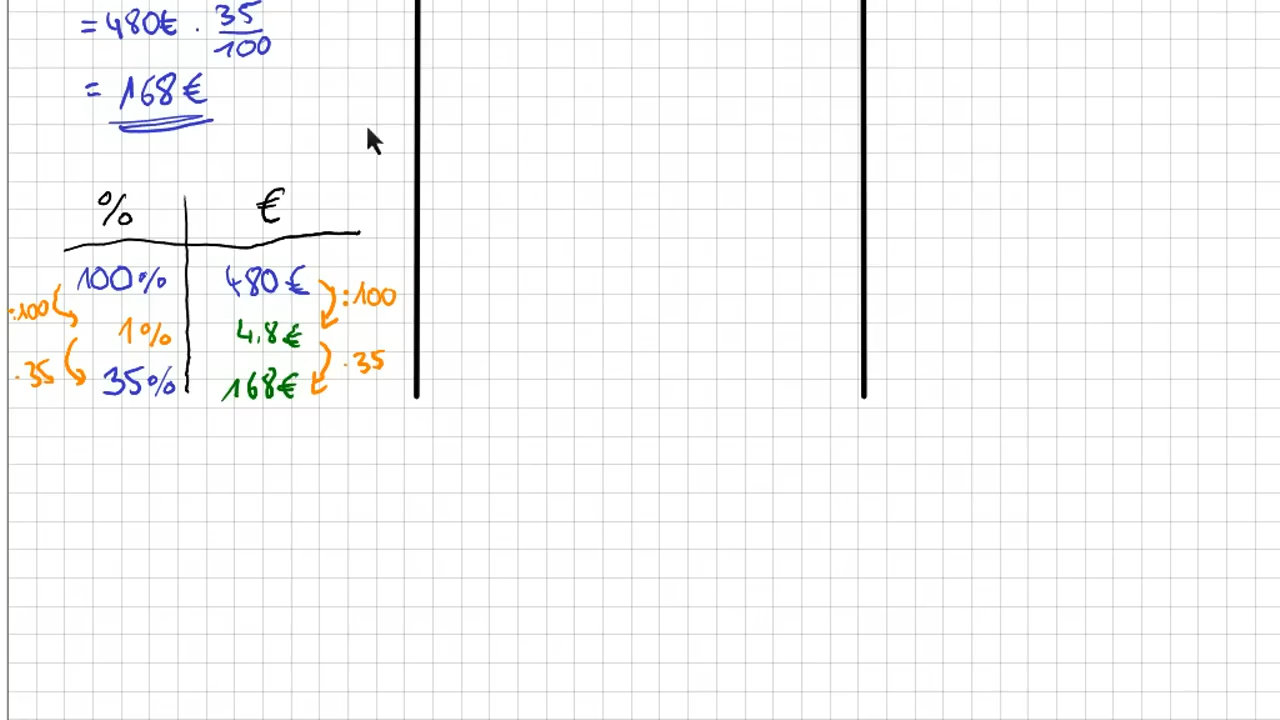 = 480€ · 35/100
= 168€
% €
100% 480€ :100
:100 1% 4,8€
·35 35% 168€ ·35